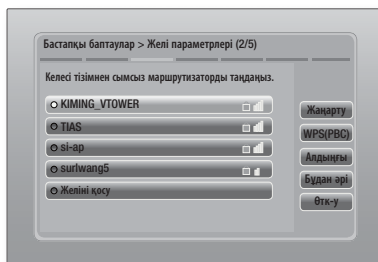 Бастапқы баптаулар > Желі параметрлері (2/5)
Келесі тізімнен сымсыз маршрутизаторды таңдаңыз.
KIMING_VTOWER
TIAS
si-ap
surlwang5
Желіні қосу
Жаңарту
WPS(PBC)
Алдыңғы
Бұдан әрі
Өтк-у